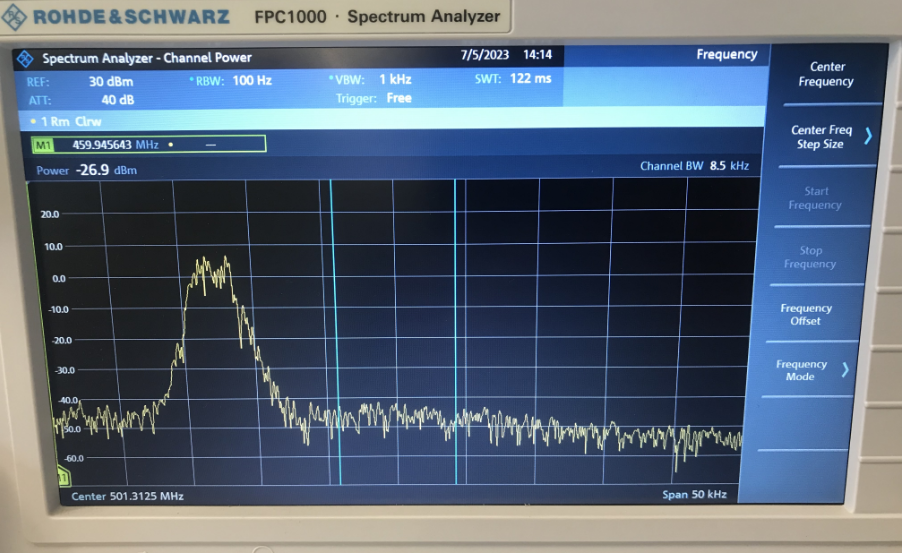 ROHDE & SCHWARZ FPC1000 · Spectrum Analyzer
Spectrum Analyzer - Channel Power 7/5/2023 14:14 Frequency
REF: 30 dBm * RBW: 100 Hz * VBW: 1 kHz SWT: 122 ms
ATT: 40 dB Trigger: Free
1 Rm Clrw
M1 459.945643 MHz • —
Power -26.9 dBm Channel BW 8.5 kHz
20.0
10.0
0.0
-10.0
-20.0
-30.0
-40.0
-50.0
-60.0
Center 501.3125 MHz Span 50 kHz
Center
Frequency
Center Freq
Step Size
Start
Frequency
Stop
Frequency
Frequency
Offset
Frequency
Mode